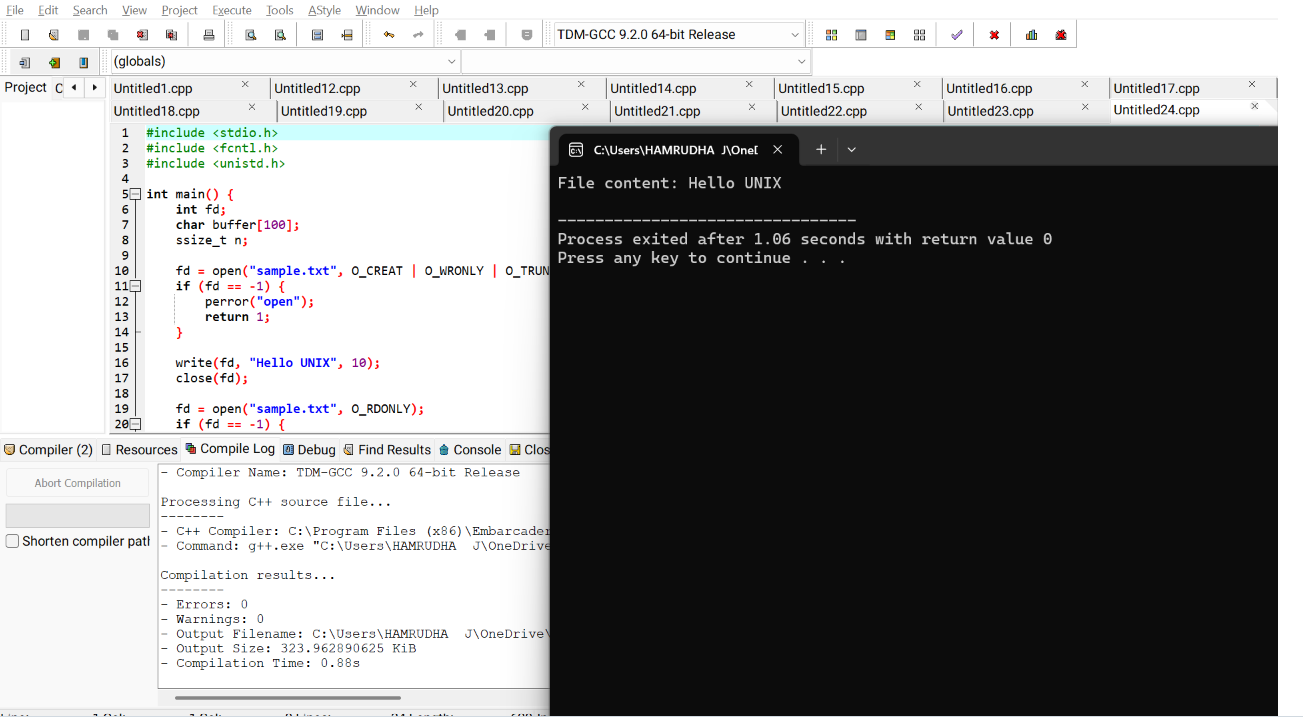 File Edit Search View Project Execute Tools AStyle Window Help
TDM-GCC 9.2.0 64-bit Release
(globals)
Project C
Untitled1.cpp Untitled12.cpp Untitled13.cpp Untitled14.cpp Untitled15.cpp Untitled16.cpp Untitled17.cpp
Untitled18.cpp Untitled19.cpp Untitled20.cpp Untitled21.cpp Untitled22.cpp Untitled23.cpp Untitled24.cpp
1 #include <stdio.h>
2 #include <fcntl.h>
3 #include <unistd.h>
4
5 int main() {
6 int fd;
7 char buffer[100];
8 ssize_t n;
9
10 fd = open("sample.txt", O_CREAT | O_WRONLY | O_TRUN
11 if (fd == -1) {
12 perror("open");
13 return 1;
14 }
15
16 write(fd, "Hello UNIX", 10);
17 close(fd);
18
19 fd = open("sample.txt", O_RDONLY);
20 if (fd == -1) {
C:\Users\HAMRUDHA J\OneD
File content: Hello UNIX
--------------------------------
Process exited after 1.06 seconds with return value 0
Press any key to continue . . .
Compiler (2) Resources Compile Log Debug Find Results Console Clos
Abort Compilation
Shorten compiler path
- Compiler Name: TDM-GCC 9.2.0 64-bit Release
Processing C++ source file...
--------
- C++ Compiler: C:\Program Files (x86)\Embarcader
- Command: g++.exe "C:\Users\HAMRUDHA J\OneDrive
Compilation results...
--------
- Errors: 0
- Warnings: 0
- Output Filename: C:\Users\HAMRUDHA J\OneDrive\
- Output Size: 323.962890625 KiB
- Compilation Time: 0.88s